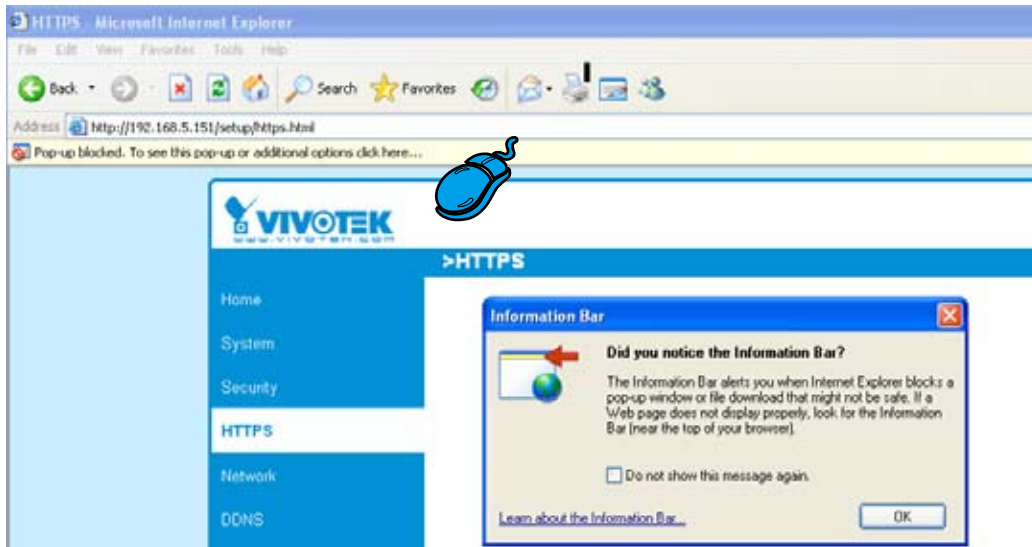 HTTPS - Microsoft Internet Explorer
File Edit View Favorites Tools Help
Back Search Favorites
Address http://192.168.5.151/setup/https.html
Pop-up blocked. To see this pop-up or additional options click here...
VIVOTEK
www.vivotek.com
>HTTPS
Home
System
Security
HTTPS
Network
DDNS
Information Bar
Did you notice the Information Bar?
The Information Bar alerts you when Internet Explorer blocks a
pop-up window or file download that might not be safe. If a
Web page does not display properly, look for the Information
Bar (near the top of your browser).
Do not show this message again.
Learn about the Information Bar...
OK